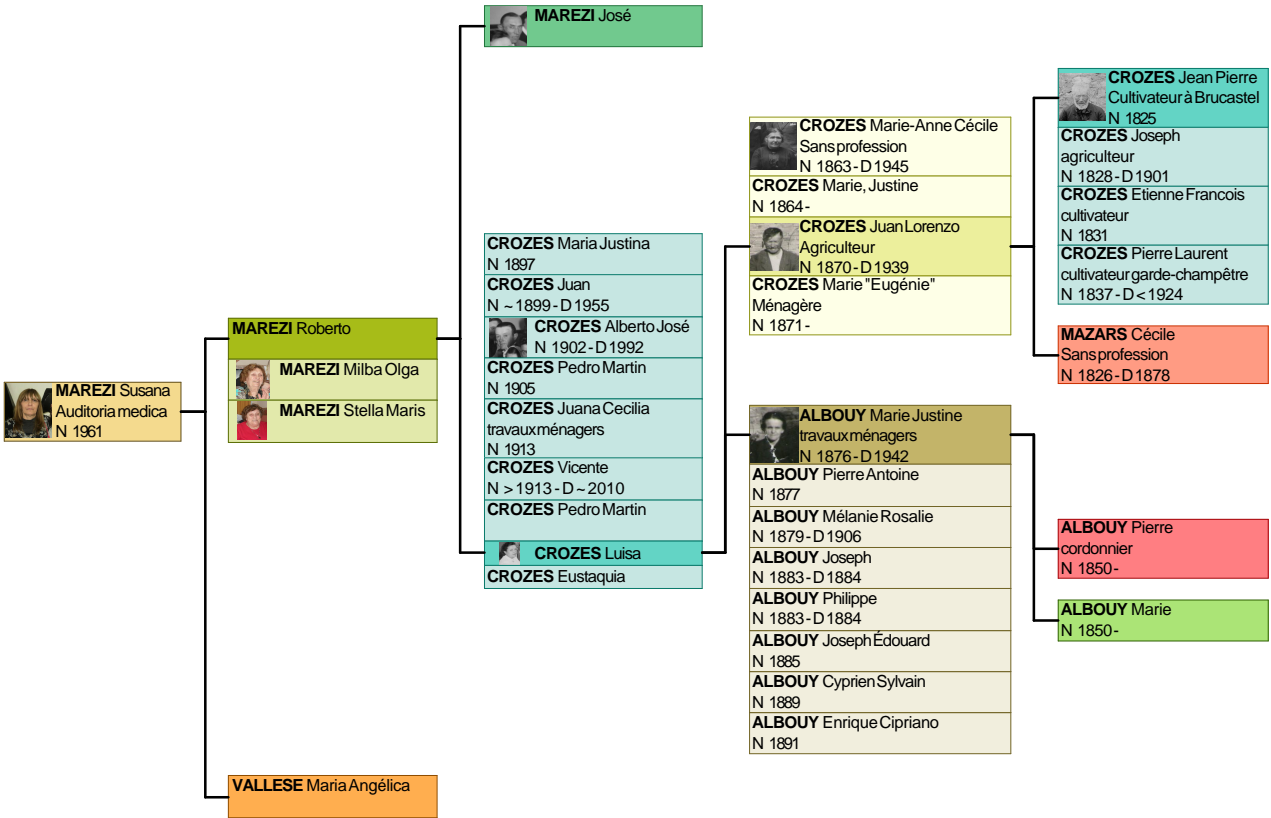 MAREZI Susana
Auditoria medica
N 1961
MAREZI Roberto
MAREZI Milba Olga
MAREZI Stella Maris
VALLESE Maria Angélica
MAREZI José
CROZES Maria Justina
N 1897
CROZES Juan
N ~ 1899 - D 1955
CROZES Alberto José
N 1902 - D 1992
CROZES Pedro Martin
N 1905
CROZES Juana Cecilia
travaux ménagers
N 1913
CROZES Vicente
N > 1913 - D ~ 2010
CROZES Pedro Martin
CROZES Luisa
CROZES Eustaquia
CROZES Marie-Anne Cécile
Sans profession
N 1863 - D 1945
CROZES Marie, Justine
N 1864 -
CROZES Juan Lorenzo
Agriculteur
N 1870 - D 1939
CROZES Marie "Eugénie"
Ménagère
N 1871 -
ALBOUY Marie Justine
travaux ménagers
N 1876 - D 1942
ALBOUY Pierre Antoine
N 1877
ALBOUY Mélanie Rosalie
N 1879 - D 1906
ALBOUY Joseph
N 1883 - D 1884
ALBOUY Philippe
N 1883 - D 1884
ALBOUY Joseph Édouard
N 1885
ALBOUY Cyprien Sylvain
N 1889
ALBOUY Enrique Cipriano
N 1891
CROZES Jean Pierre
Cultivateur à Brucastel
N 1825
CROZES Joseph
agriculteur
N 1828 - D 1901
CROZES Etienne Francois
cultivateur
N 1831
CROZES Pierre Laurent
cultivateur garde-champêtre
N 1837 - D < 1924
MAZARS Cécile
Sans profession
N 1826 - D 1878
ALBOUY Pierre
cordonnier
N 1850 -
ALBOUY Marie
N 1850 -